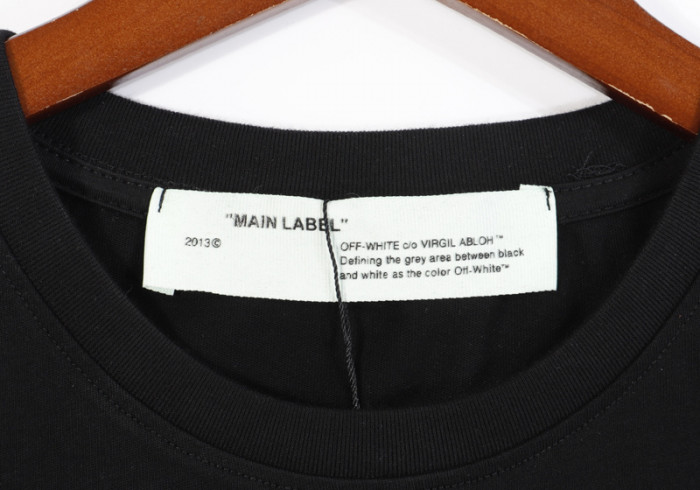 "MAIN LABEL"
2013©
OFF-WHITE c/o VIRGIL ABLOH™
Defining the grey area between black
and white as the color Off-White™